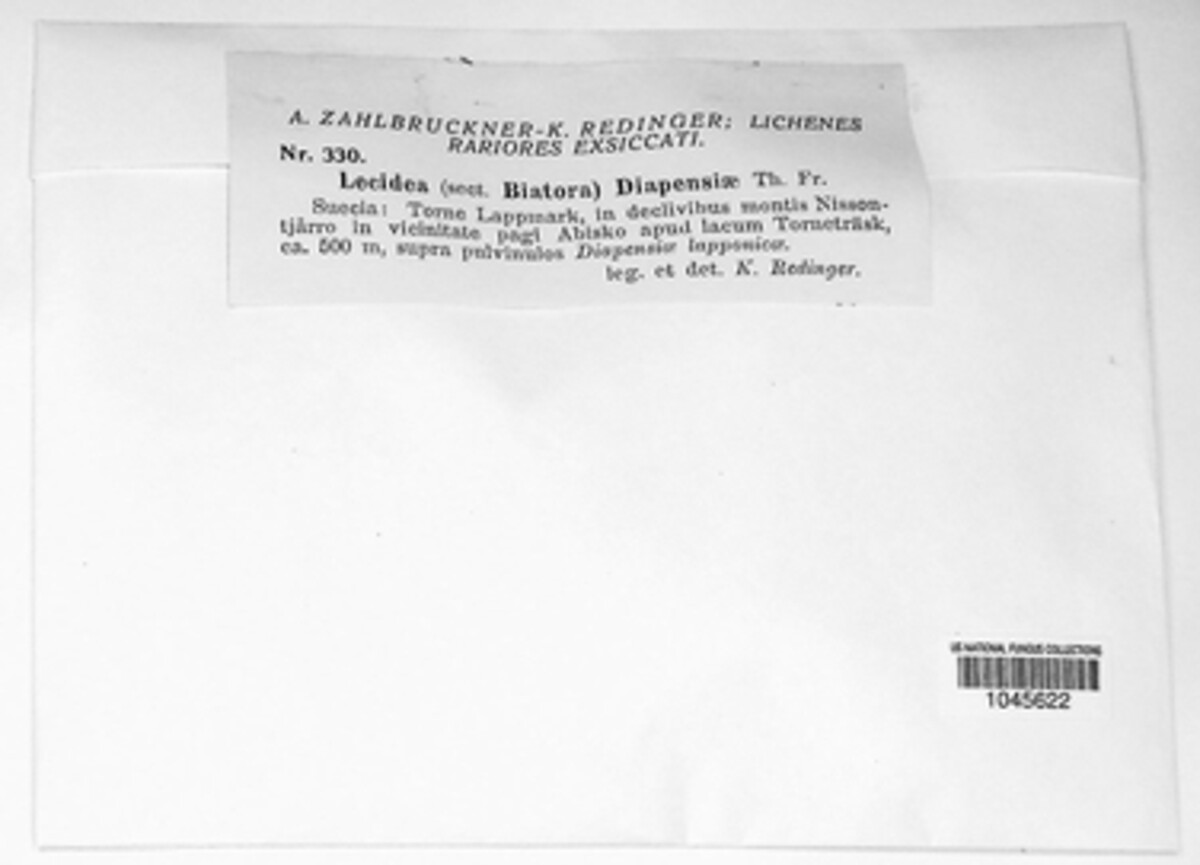 A. ZAHLBRUCKNER-K. REDINGER; LICHENES
RARIORES EXSICCATI.
Nr. 330.
Lecidea (sect. Biatora) Diapensiæ Th. Fr.
Suecia: Torne Lappmark, in declivibus montis Nisson-
tjårro in vicinitate pagi Abisko apud lacum Torneträsk,
ca. 500 m, supra pulvinulos Diapensiæ lapponicæ.
leg. et det. K. Redinger.
US NATIONAL FUNGUS COLLECTIONS
1045622